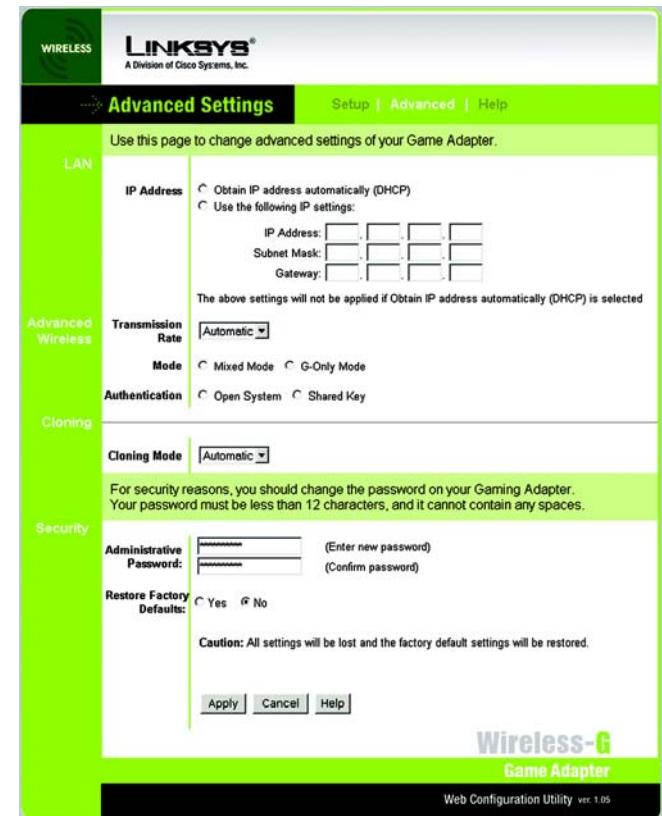 WIRELESS
LINKSYS®
A Division of Cisco Systems, Inc.
Advanced Settings
Setup | Advanced | Help
Use this page to change advanced settings of your Game Adapter.
LAN
IP Address
Obtain IP address automatically (DHCP)
Use the following IP settings:
IP Address: . . .
Subnet Mask: . . .
Gateway: . . .
The above settings will not be applied if Obtain IP address automatically (DHCP) is selected
Advanced Wireless
Transmission Rate
Automatic
Mode
Mixed Mode
G-Only Mode
Authentication
Open System
Shared Key
Cloning
Cloning Mode
Automatic
For security reasons, you should change the password on your Gaming Adapter.
Your password must be less than 12 characters, and it cannot contain any spaces.
Security
Administrative Password:
(Enter new password)
(Confirm password)
Restore Factory Defaults:
Yes
No
Caution: All settings will be lost and the factory default settings will be restored.
Apply
Cancel
Help
Wireless-G
Game Adapter
Web Configuration Utility ver. 1.05